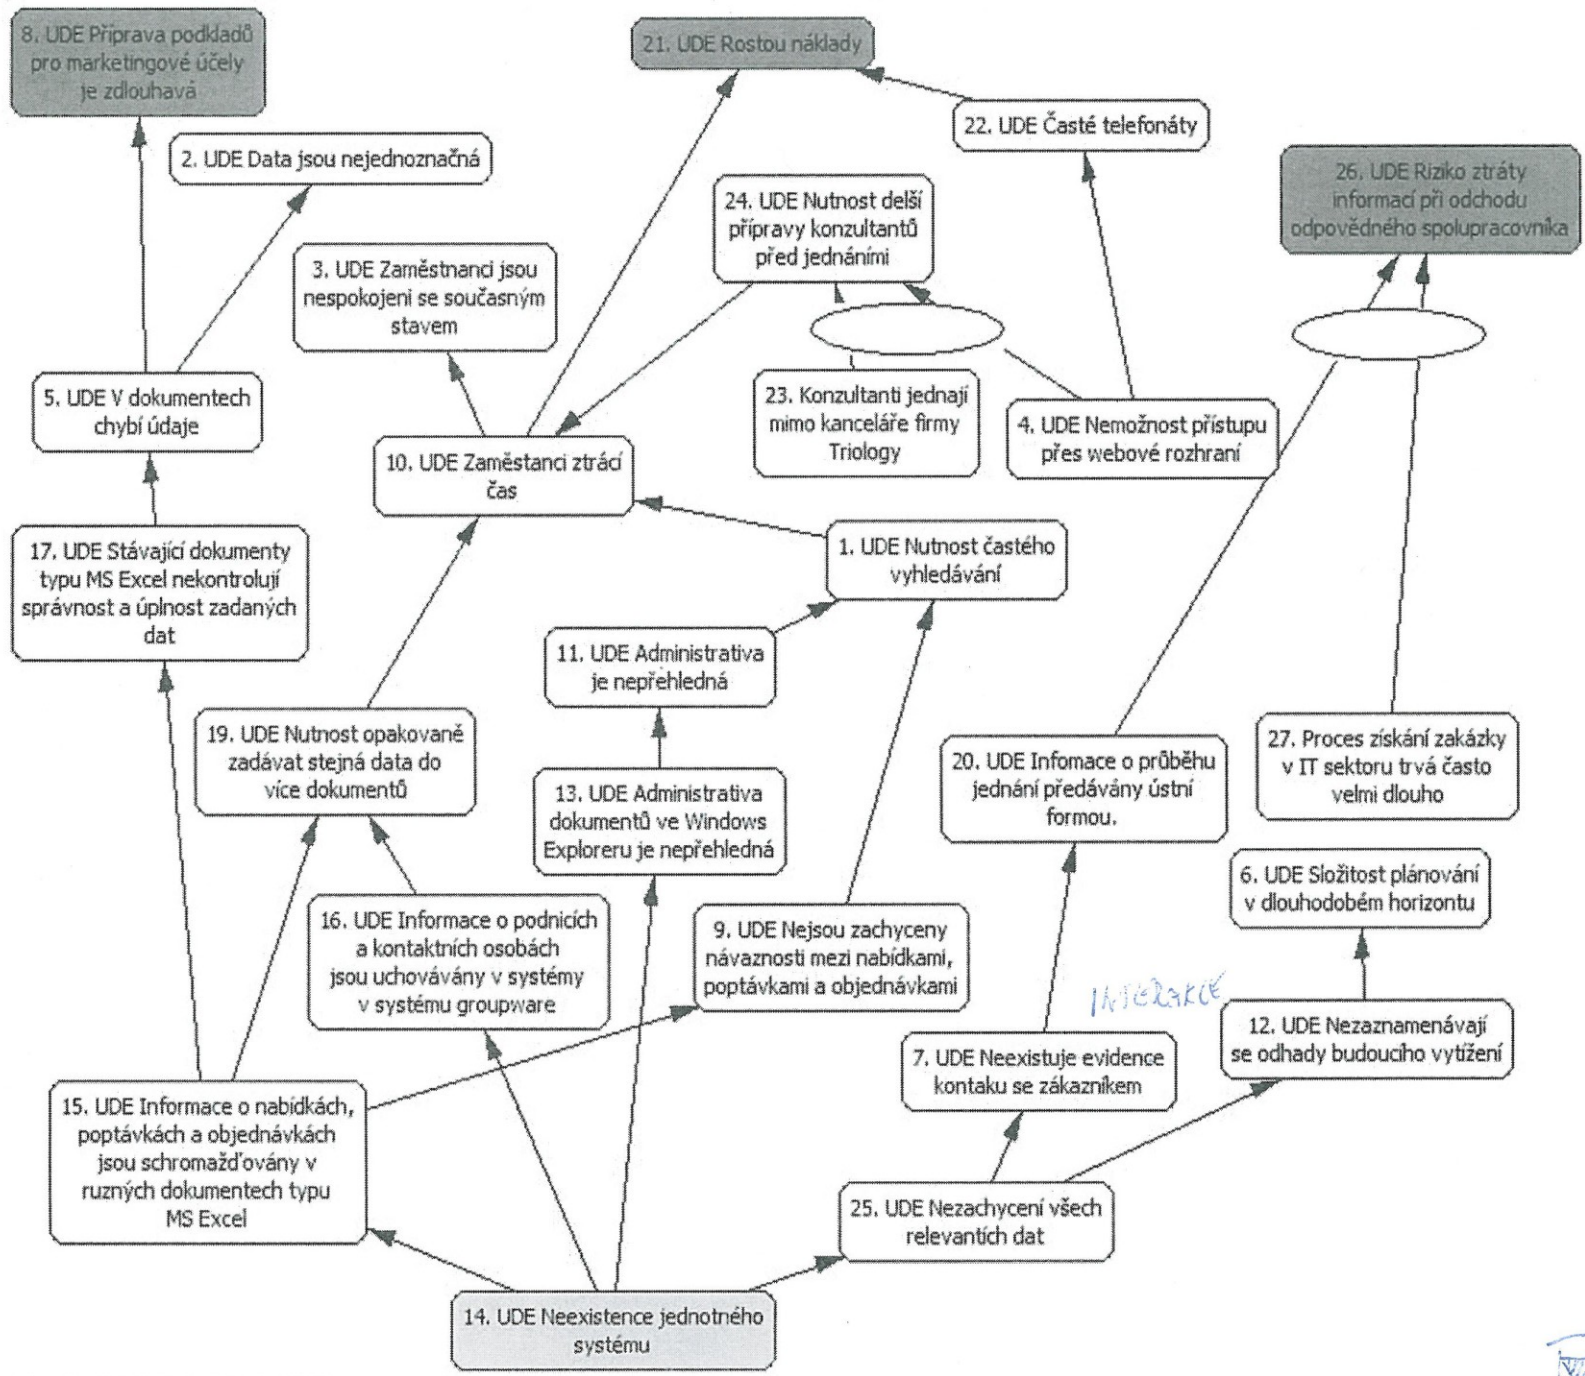 8. UDE Příprava podkladů
pro marketingové účely
je zdlouhavá
21. UDE Rostou náklady
22. UDE Časté telefonáty
2. UDE Data jsou nejednoznačná
26. UDE Riziko ztráty
informací při odchodu
odpovědného spolupracovníka
24. UDE Nutnost delší
přípravy konzultantů
před jednáními
3. UDE Zaměstnanci jsou
nespokojeni se současným
stavem
5. UDE V dokumentech
chybí údaje
23. Konzultanti jednají
mimo kanceláře firmy
Triology
4. UDE Nemožnost přístupu
přes webové rozhraní
10. UDE Zaměstanci ztrácí
čas
17. UDE Stávající dokumenty
typu MS Excel nekontrolují
správnost a úplnost zadaných
dat
1. UDE Nutnost častého
vyhledávání
11. UDE Administrativa
je nepřehledná
19. UDE Nutnost opakovaně
zadávat stejná data do
více dokumentů
20. UDE Infomace o průběhu
jednání předávány ústní
formou.
27. Proces získání zakázky
v IT sektoru trvá často
velmi dlouho
13. UDE Administrativa
dokumentů ve Windows
Exploreru je nepřehledná
6. UDE Složitost plánování
v dlouhodobém horizontu
16. UDE Informace o podnicích
a kontaktních osobách
jsou uchovávány v systémy
v systému groupware
9. UDE Nejsou zachyceny
návaznosti mezi nabídkami,
poptávkami a objednávkami
INTERAKCE
12. UDE Nezaznamenávají
se odhady budoucího vytížení
7. UDE Neexistuje evidence
kontaku se zákazníkem
15. UDE Informace o nabídkách,
poptávkách a objednávkách
jsou schromažďovány v
ruzných dokumentech typu
MS Excel
25. UDE Nezachycení všech
relevantích dat
14. UDE Neexistence jednotného
systému